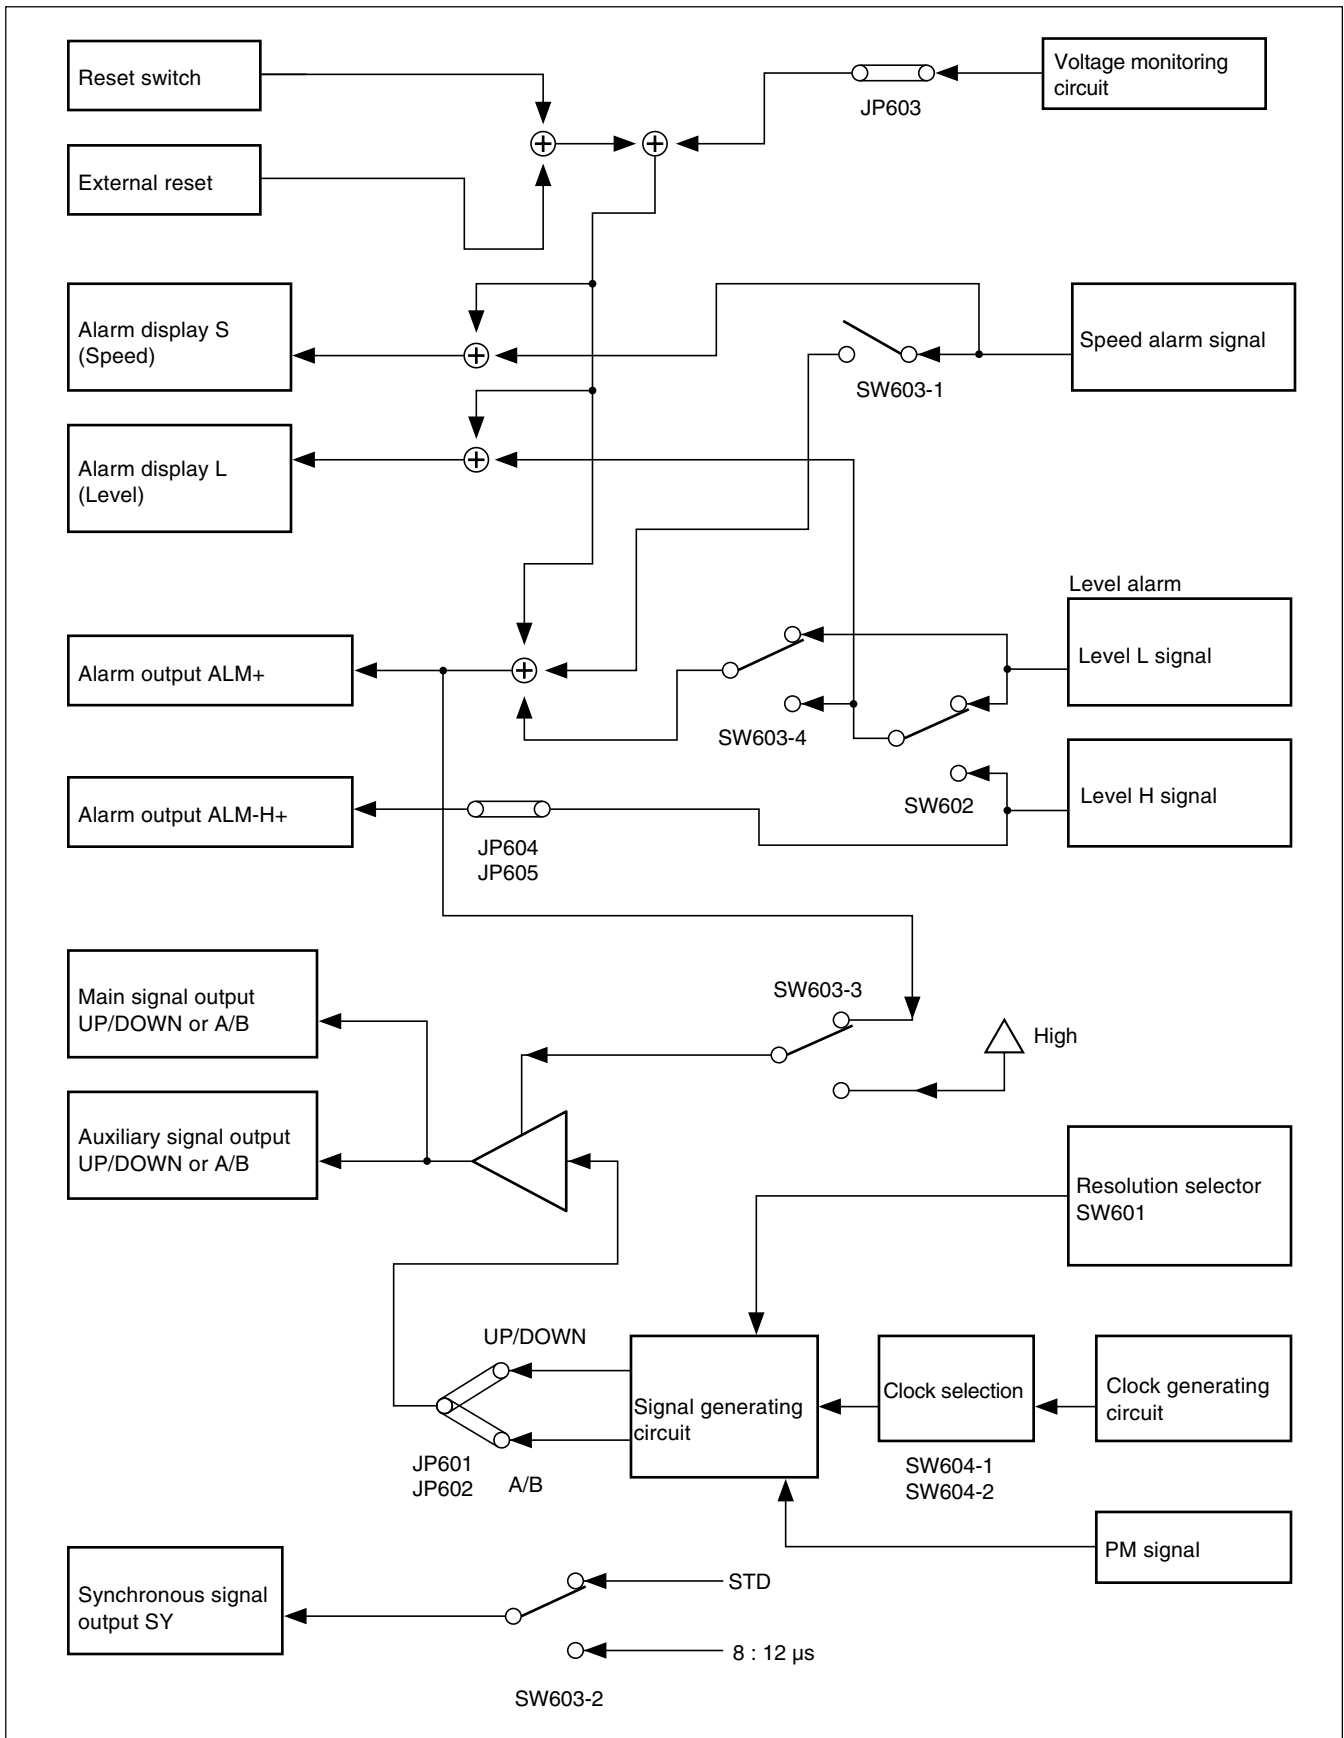 Reset switch
Voltage monitoring
circuit
JP603
External reset
Alarm display S
(Speed)
Speed alarm signal
SW603-1
Alarm display L
(Level)
Level alarm
Level L signal
Alarm output ALM+
SW603-4
Level H signal
SW602
Alarm output ALM-H+
JP604
JP605
Main signal output
UP/DOWN or A/B
SW603-3
High
Auxiliary signal output
UP/DOWN or A/B
Resolution selector
SW601
UP/DOWN
Signal generating
circuit
Clock selection
Clock generating
circuit
JP601
JP602
A/B
SW604-1
SW604-2
PM signal
Synchronous signal
output SY
STD
8 : 12 µs
SW603-2